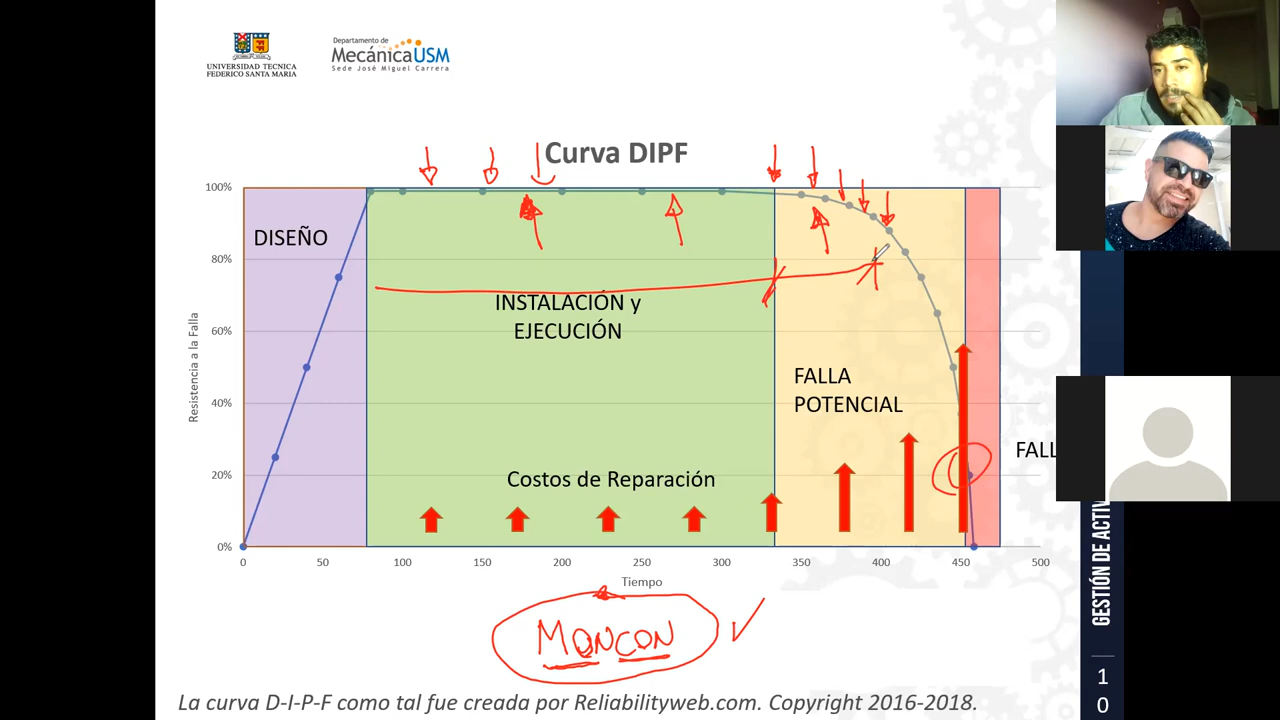 UNIVERSIDAD TECNICA
FEDERICO SANTA MARIA
Departamento de
MecánicaUSM
Sede José Miguel Carrera
Curva DIPF
100%
80%
60%
40%
20%
0%
Resistencia a la Falla
DISEÑO
INSTALACIÓN y
EJECUCIÓN
FALLA
POTENCIAL
FALL
Costos de Reparación
0 50 100 150 200 250 300 350 400 450 500
Tiempo
MONCON
La curva D-I-P-F como tal fue creada por Reliabilityweb.com. Copyright 2016-2018.
GESTIÓN DE ACTIV
1
0